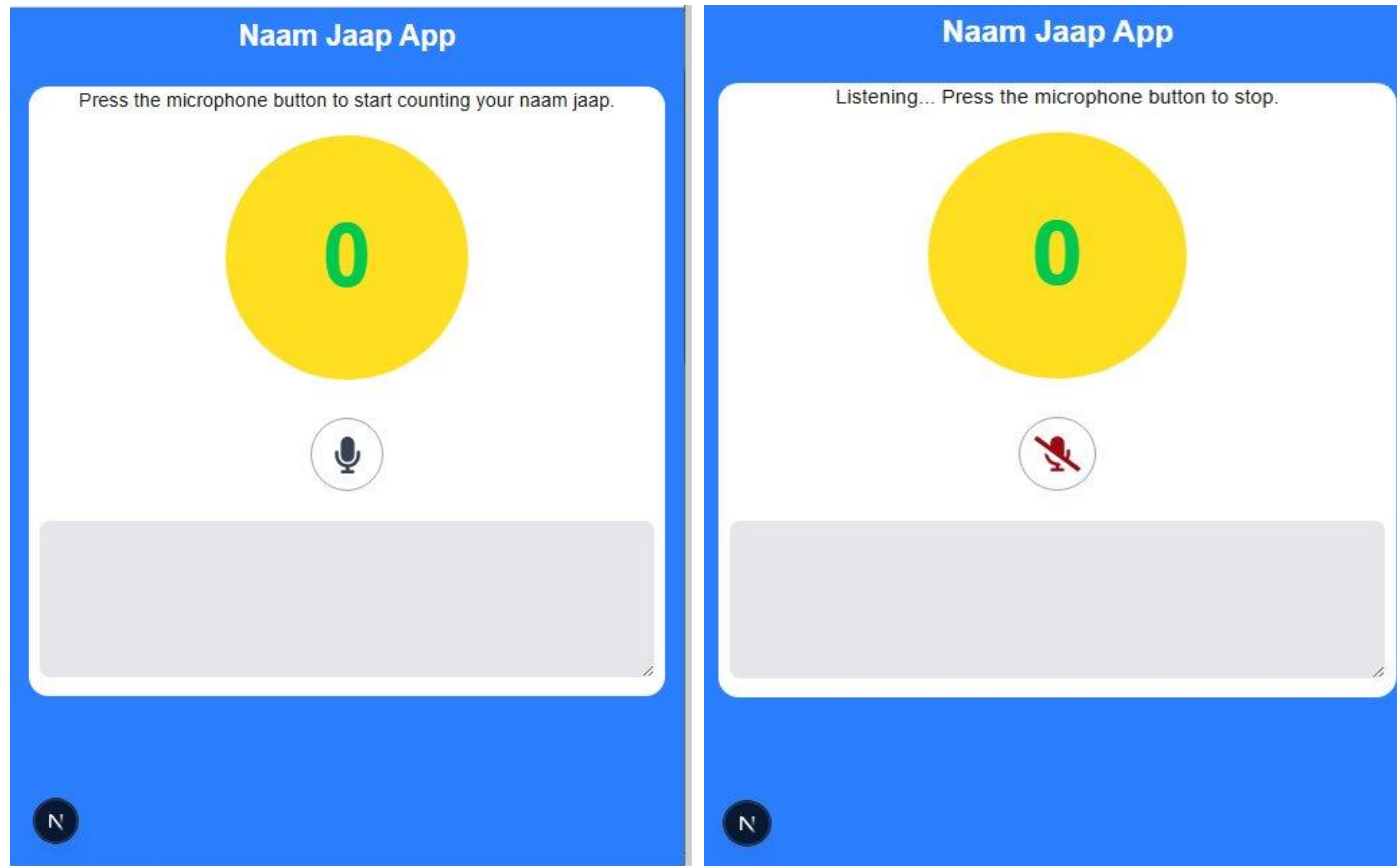 Naam Jaap App
Press the microphone button to start counting your naam jaap.
0
N
Naam Jaap App
Listening... Press the microphone button to stop.
0
N